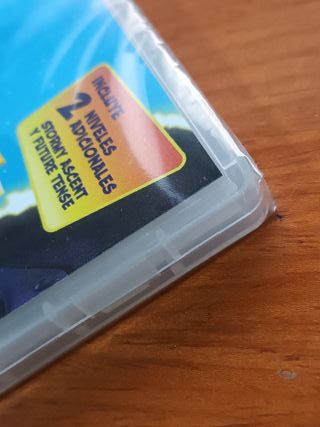 INCLUYE
2 NIVELES
ADICIONALES
STORMY ASCENT
Y FUTURE TENSE